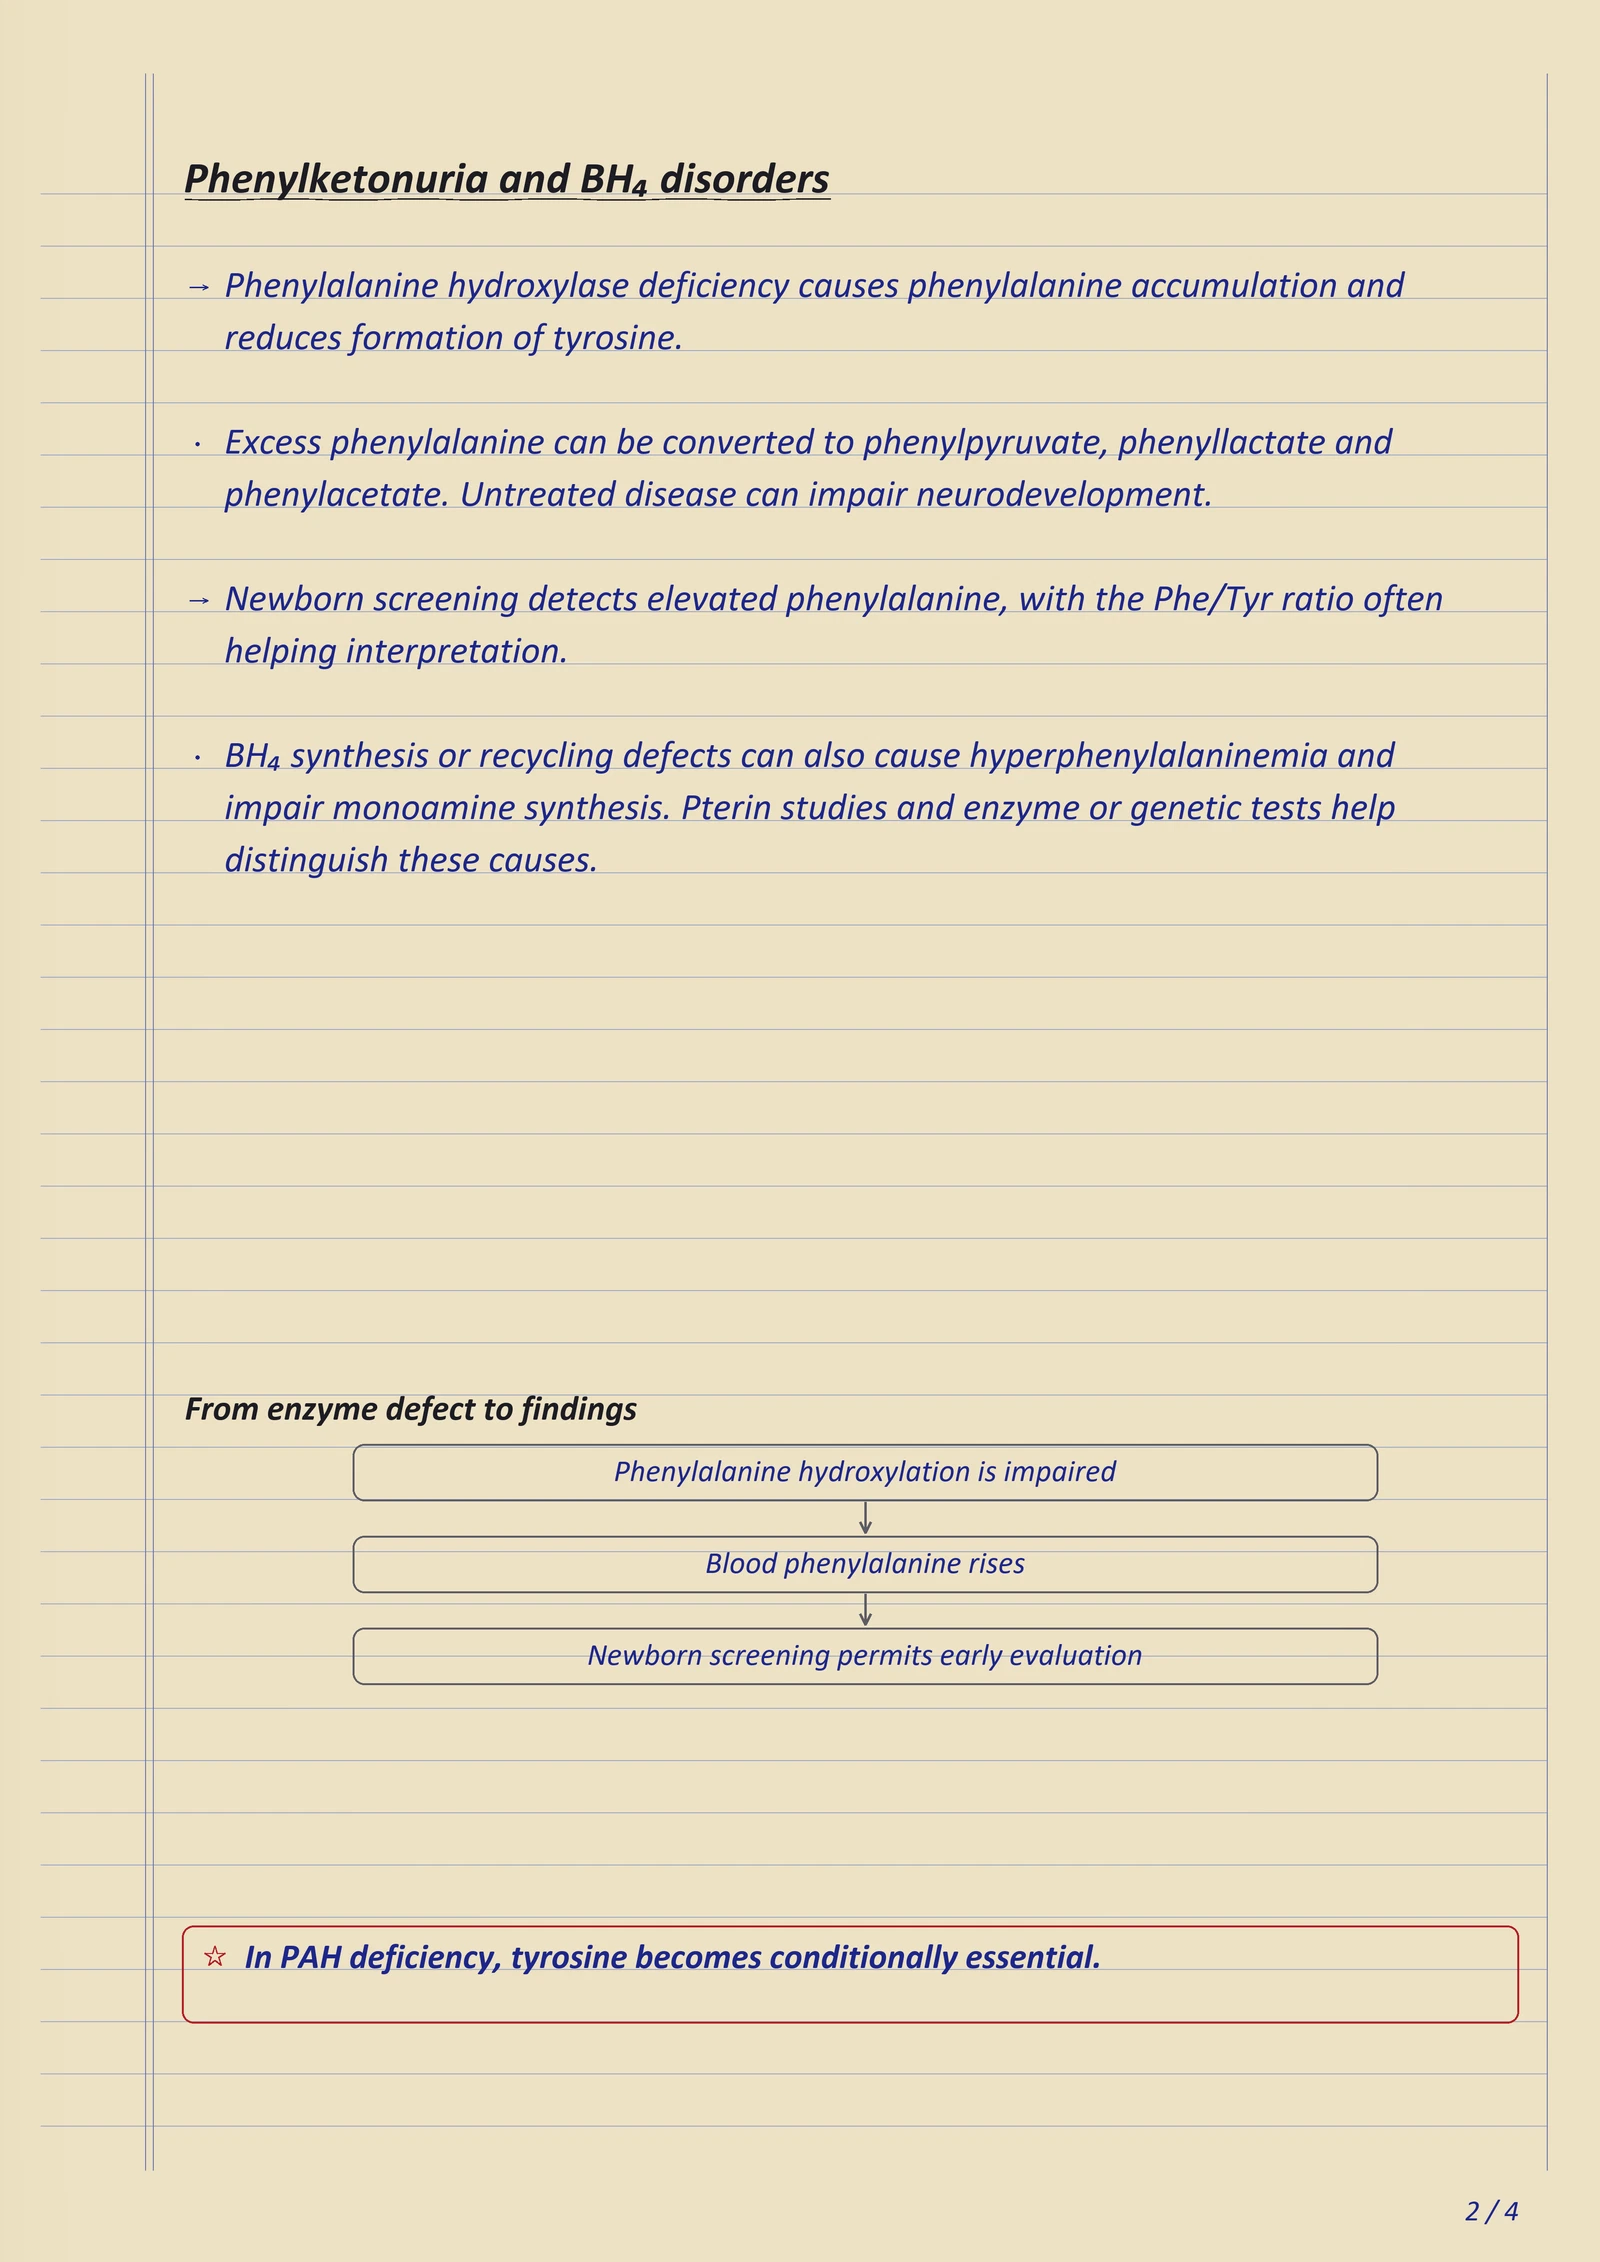 Phenylketonuria and BH₄ disorders
→ Phenylalanine hydroxylase deficiency causes phenylalanine accumulation and
reduces formation of tyrosine.
· Excess phenylalanine can be converted to phenylpyruvate, phenyllactate and
phenylacetate. Untreated disease can impair neurodevelopment.
→ Newborn screening detects elevated phenylalanine, with the Phe/Tyr ratio often
helping interpretation.
· BH₄ synthesis or recycling defects can also cause hyperphenylalaninemia and
impair monoamine synthesis. Pterin studies and enzyme or genetic tests help
distinguish these causes.
From enzyme defect to findings
Phenylalanine hydroxylation is impaired
Blood phenylalanine rises
Newborn screening permits early evaluation
☆ In PAH deficiency, tyrosine becomes conditionally essential.
2 / 4